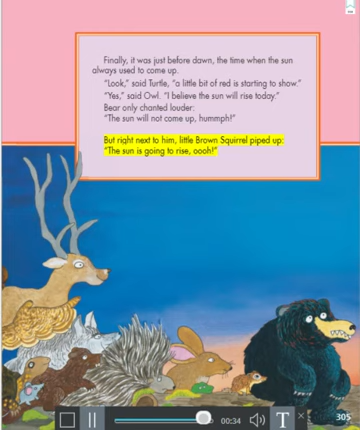 Finally, it was just before dawn, the time when the sun
always used to come up.
"Look," said Turtle, "a little bit of red is starting to show."
"Yes," said Owl. "I believe the sun will rise today."
Bear only chanted louder:
"The sun will not come up, hummph!"
But right next to him, little Brown Squirrel piped up:
"The sun is going to rise, oooh!"
00:34
T
305